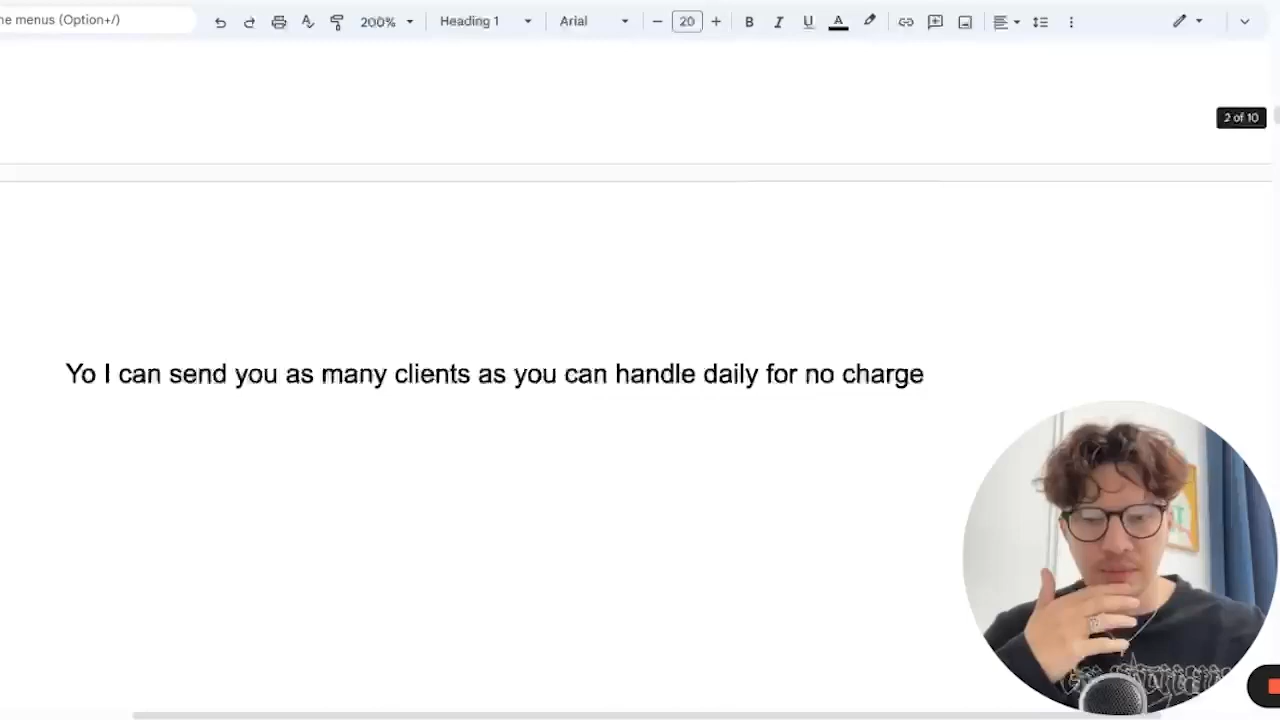 ne menus (Option+/)
200%
Heading 1
Arial
20
B
I
U
A
2 of 10
Yo I can send you as many clients as you can handle daily for no charge